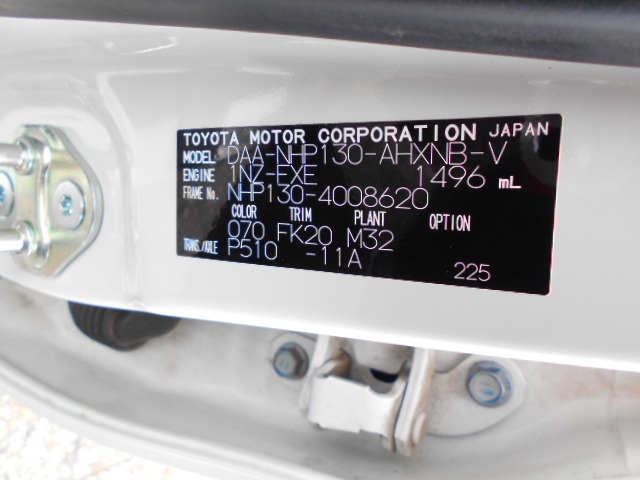 TOYOTA MOTOR CORPORATION JAPAN
MODEL DAA-NHP130-AHXNB-V
ENGINE 1NZ-EXE 1496 mL
FRAME No. NHP130-4008620
COLOR TRIM PLANT OPTION
070 FK20 M32
TRANS./AXLE P510 -11A
225